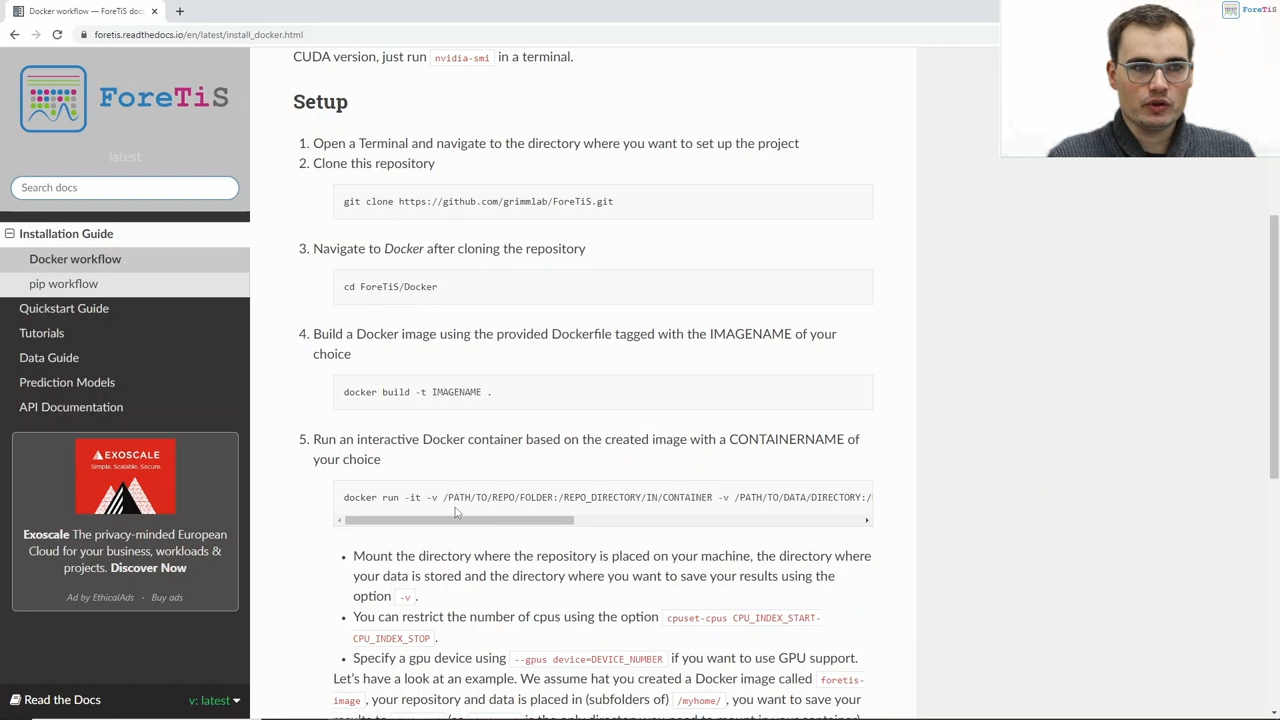 Docker workflow — ForeTiS doc
ForeTiS
foretis.readthedocs.io/en/latest/install_docker.html
CUDA version, just run nvidia-smi in a terminal.
ForeTiS
latest
Search docs
Installation Guide
Docker workflow
pip workflow
Quickstart Guide
Tutorials
Data Guide
Prediction Models
API Documentation
EXOSCALE
Simple. Scalable. Secure.
Exoscale The privacy-minded European
Cloud for your business, workloads &
projects. Discover Now
Ad by EthicalAds · Buy ads
Read the Docs
v: latest
Setup
1. Open a Terminal and navigate to the directory where you want to set up the project
2. Clone this repository
git clone https://github.com/grimmlab/ForeTiS.git
3. Navigate to Docker after cloning the repository
cd ForeTiS/Docker
4. Build a Docker image using the provided Dockerfile tagged with the IMAGENAME of your
choice
docker build -t IMAGENAME .
5. Run an interactive Docker container based on the created image with a CONTAINERNAME of
your choice
docker run -it -v /PATH/TO/REPO/FOLDER:/REPO_DIRECTORY/IN/CONTAINER -v /PATH/TO/DATA/DIRECTORY:/
• Mount the directory where the repository is placed on your machine, the directory where
your data is stored and the directory where you want to save your results using the
option -v .
• You can restrict the number of cpus using the option cpuset-cpus CPU_INDEX_START-
CPU_INDEX_STOP .
• Specify a gpu device using --gpus device=DEVICE_NUMBER if you want to use GPU support.
Let's have a look at an example. We assume hat you created a Docker image called foretis-
image , your repository and data is placed in (subfolders of) /myhome/ , you want to save your